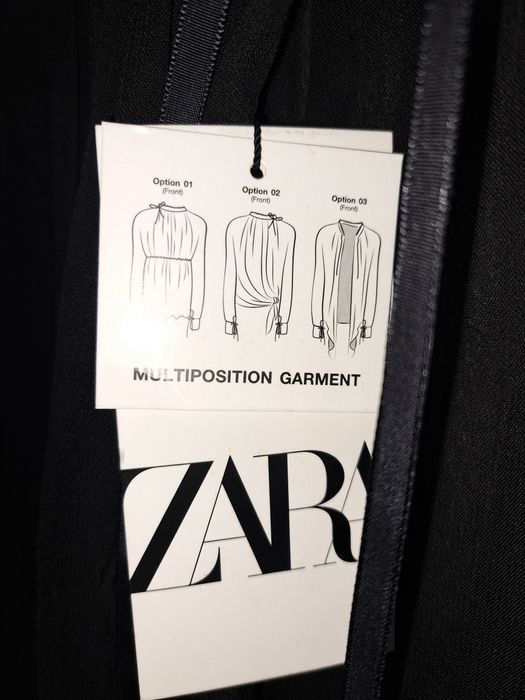 Option 01
(Front)
Option 02
(Front)
Option 03
(Front)
MULTIPOSITION GARMENT
ZARA